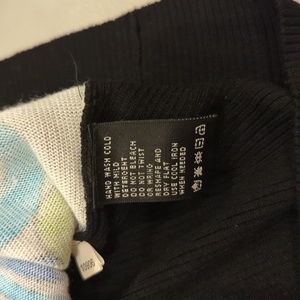 HAND WASH COLD
WITH MILD
DETERGENT
DO NOT BLEACH
DO NOT TWIST
OR WRING
RESHAPE AND
DRY FLAT
USE COOL IRON
WHEN NEEDED